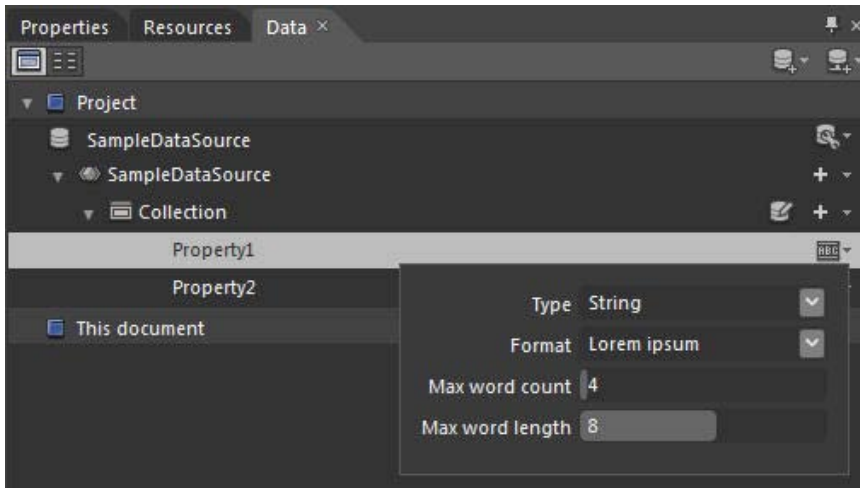 Properties Resources Data ×
Project
SampleDataSource
SampleDataSource
Collection
Property1 ABC
Property2
Type String
This document
Format Lorem ipsum
Max word count 4
Max word length 8